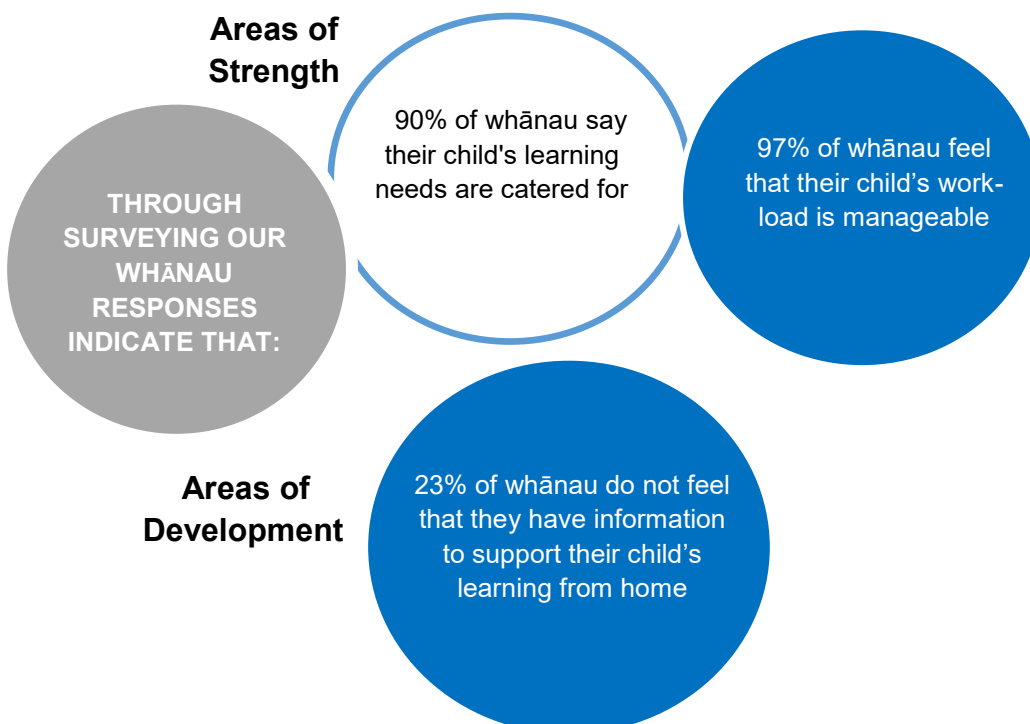 Areas of
Strength
90% of whānau say
their child's learning
needs are catered for
97% of whānau feel
that their child’s work-
load is manageable
THROUGH
SURVEYING OUR
WHĀNAU
RESPONSES
INDICATE THAT:
Areas of
Development
23% of whānau do not feel
that they have information
to support their child’s
learning from home